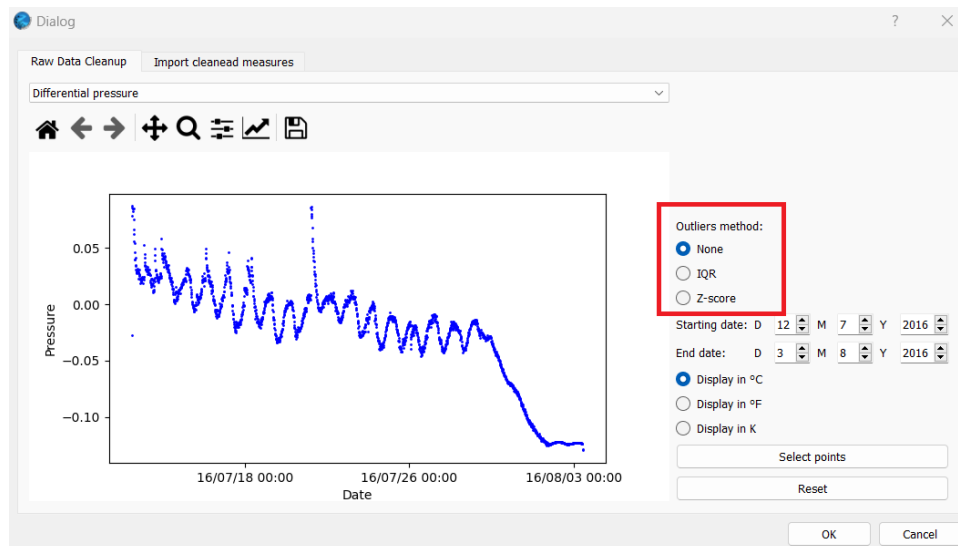 Dialog
Raw Data Cleanup Import cleanead measures
Differential pressure
Outliers method:
None
IQR
Z-score
Starting date: D 12 M 7 Y 2016
End date: D 3 M 8 Y 2016
Display in ºC
Display in ºF
Display in K
Select points
Reset
Pressure
0.05
0.00
−0.05
−0.10
16/07/18 00:00 16/07/26 00:00 16/08/03 00:00
Date
OK Cancel